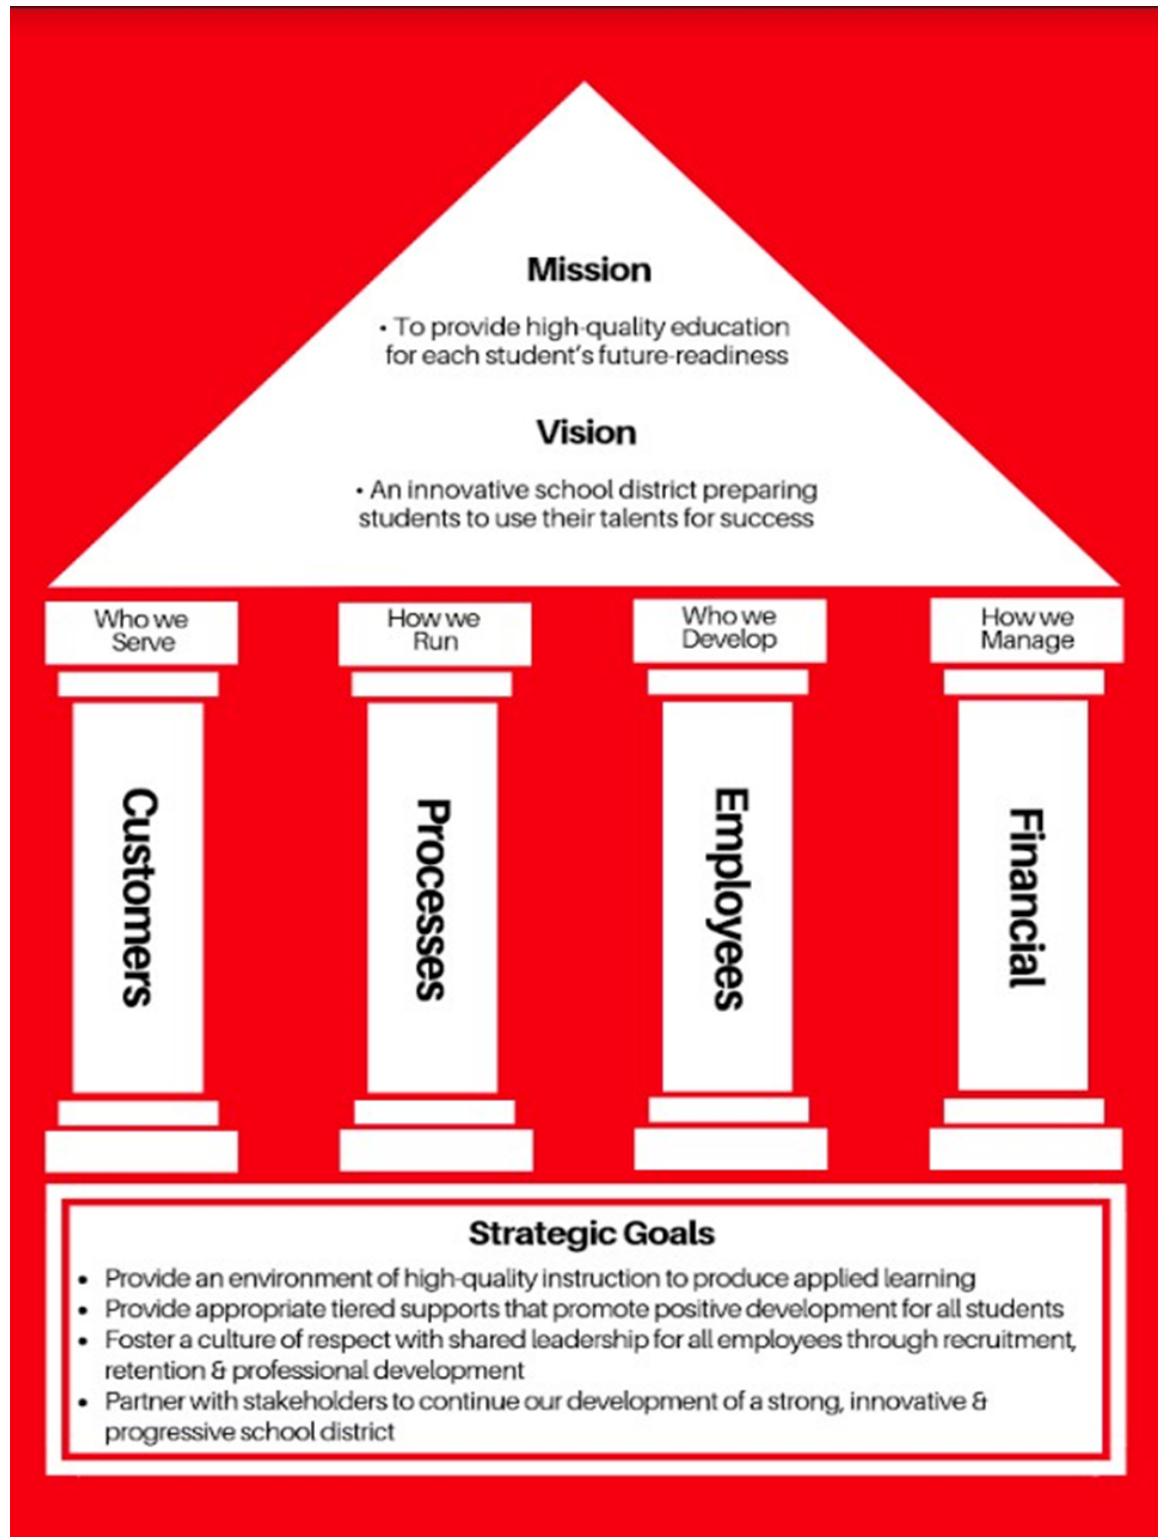 Mission
• To provide high-quality education
for each student's future-readiness
Vision
• An innovative school district preparing
students to use their talents for success
Who we
Serve
How we
Run
Who we
Develop
How we
Manage
Customers
Processes
Employees
Financial
Strategic Goals
• Provide an environment of high-quality instruction to produce applied learning
• Provide appropriate tiered supports that promote positive development for all students
• Foster a culture of respect with shared leadership for all employees through recruitment,
retention & professional development
• Partner with stakeholders to continue our development of a strong, innovative &
progressive school district